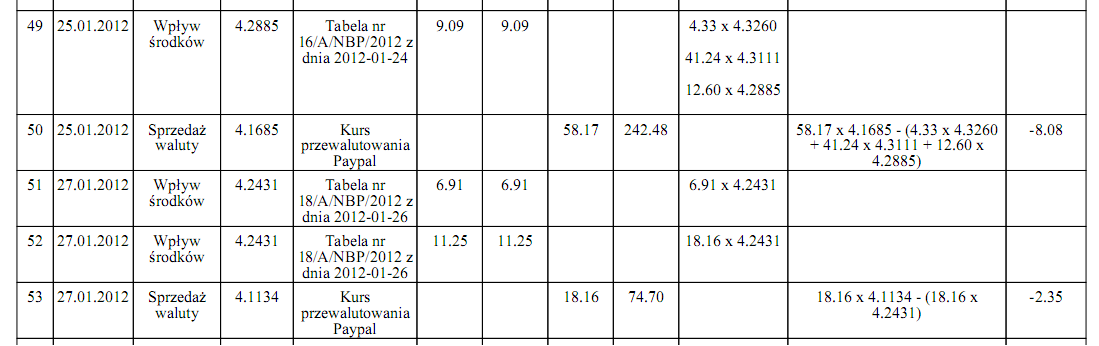 49 25.01.2012 Wpływ środków 4.2885 Tabela nr 16/A/NBP/2012 z dnia 2012-01-24 9.09 9.09 4.33 x 4.3260 41.24 x 4.3111 12.60 x 4.2885
50 25.01.2012 Sprzedaż waluty 4.1685 Kurs przewalutowania Paypal 58.17 242.48 58.17 x 4.1685 - (4.33 x 4.3260 + 41.24 x 4.3111 + 12.60 x 4.2885) -8.08
51 27.01.2012 Wpływ środków 4.2431 Tabela nr 18/A/NBP/2012 z dnia 2012-01-26 6.91 6.91 6.91 x 4.2431
52 27.01.2012 Wpływ środków 4.2431 Tabela nr 18/A/NBP/2012 z dnia 2012-01-26 11.25 11.25 18.16 x 4.2431
53 27.01.2012 Sprzedaż waluty 4.1134 Kurs przewalutowania Paypal 18.16 74.70 18.16 x 4.1134 - (18.16 x 4.2431) -2.35